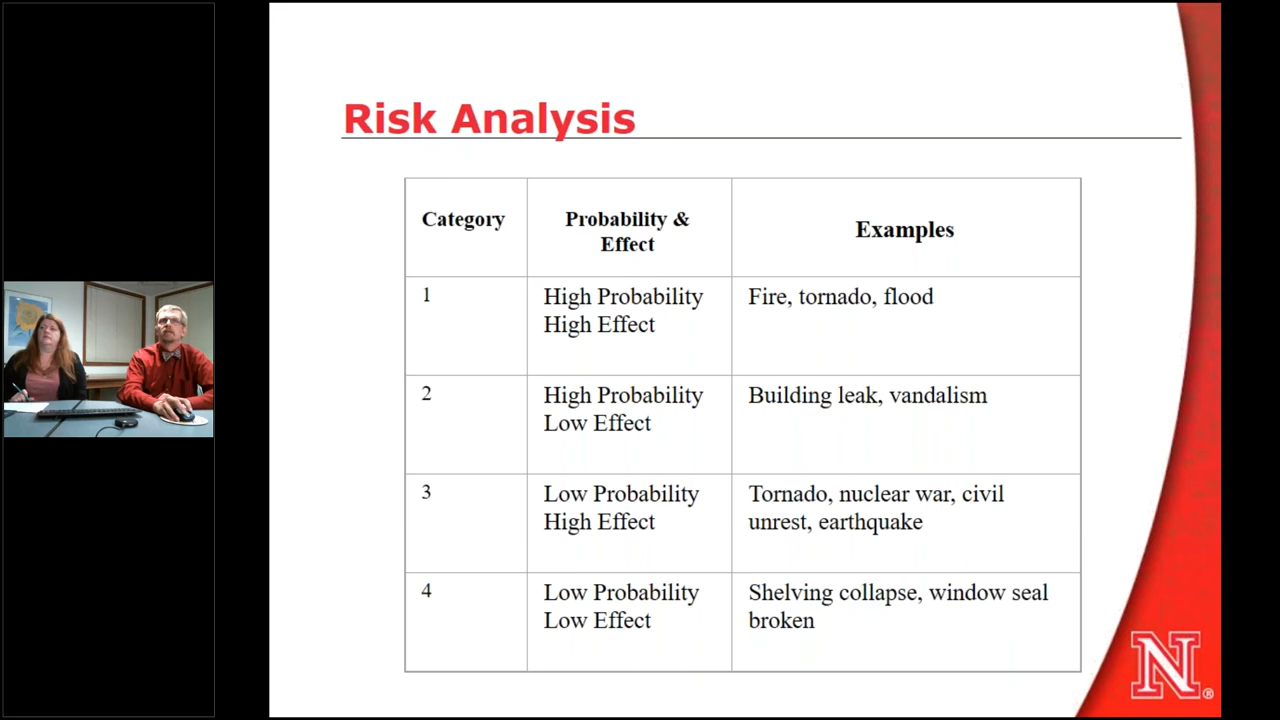 Risk Analysis
Category
Probability &
Effect
Examples
1
High Probability
High Effect
Fire, tornado, flood
2
High Probability
Low Effect
Building leak, vandalism
3
Low Probability
High Effect
Tornado, nuclear war, civil
unrest, earthquake
4
Low Probability
Low Effect
Shelving collapse, window seal
broken
N®